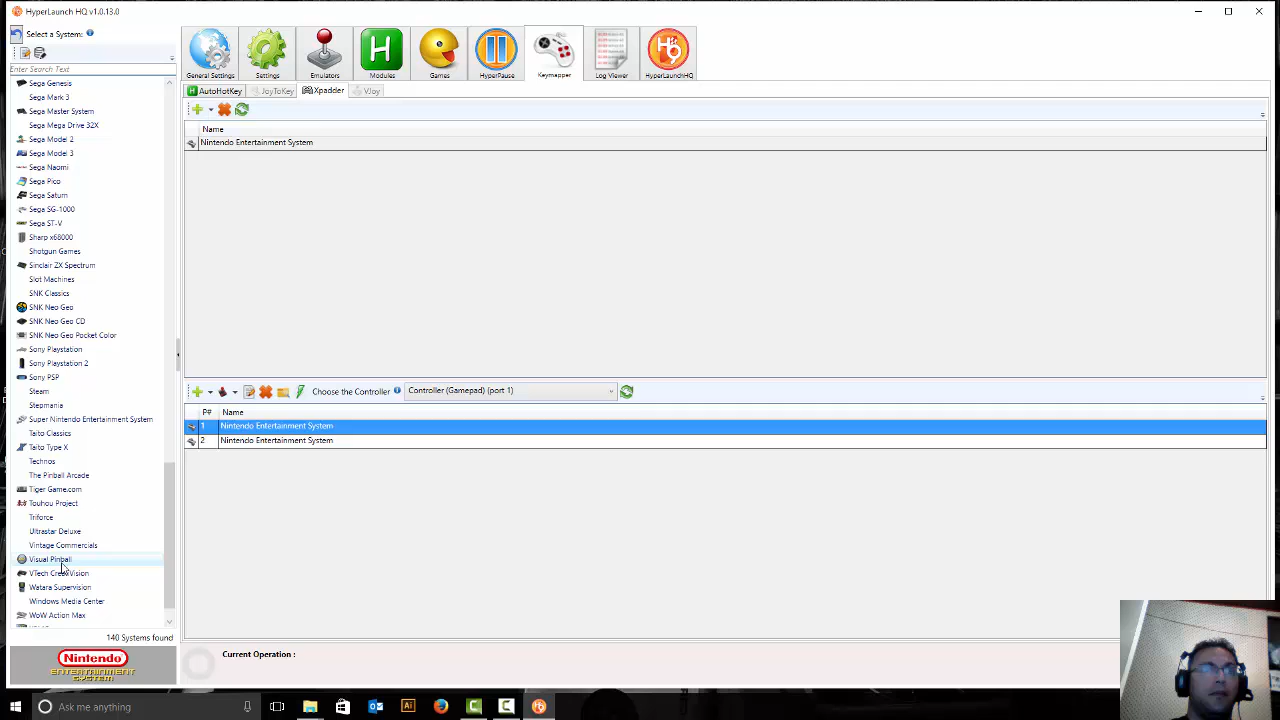 HyperLaunch HQ v1.0.13.0
Select a System:
Enter Search Text
Sega Genesis
Sega Mark 3
Sega Master System
Sega Mega Drive 32X
Sega Model 2
Sega Model 3
Sega Naomi
Sega Pico
Sega Saturn
Sega SG-1000
Sega ST-V
Sharp x68000
Shotgun Games
Sinclair ZX Spectrum
Slot Machines
SNK Classics
SNK Neo Geo
SNK Neo Geo CD
SNK Neo Geo Pocket Color
Sony Playstation
Sony Playstation 2
Sony PSP
Steam
Stepmania
Super Nintendo Entertainment System
Taito Classics
Taito Type X
Technos
The Pinball Arcade
Tiger Game.com
Touhou Project
Triforce
Ultrastar Deluxe
Vintage Commercials
Visual Pinball
VTech CreatiVision
Watara Supervision
Windows Media Center
WoW Action Max
140 Systems found
Nintendo
ENTERTAINMENT
SYSTEM
General Settings Settings Emulators Modules Games HyperPause Keymapper Log Viewer HyperLaunchHQ
AutoHotKey JoyToKey Xpadder VJoy
Name
Nintendo Entertainment System
Choose the Controller Controller (Gamepad) (port 1)
P# Name
1 Nintendo Entertainment System
2 Nintendo Entertainment System
Current Operation :
Ask me anything